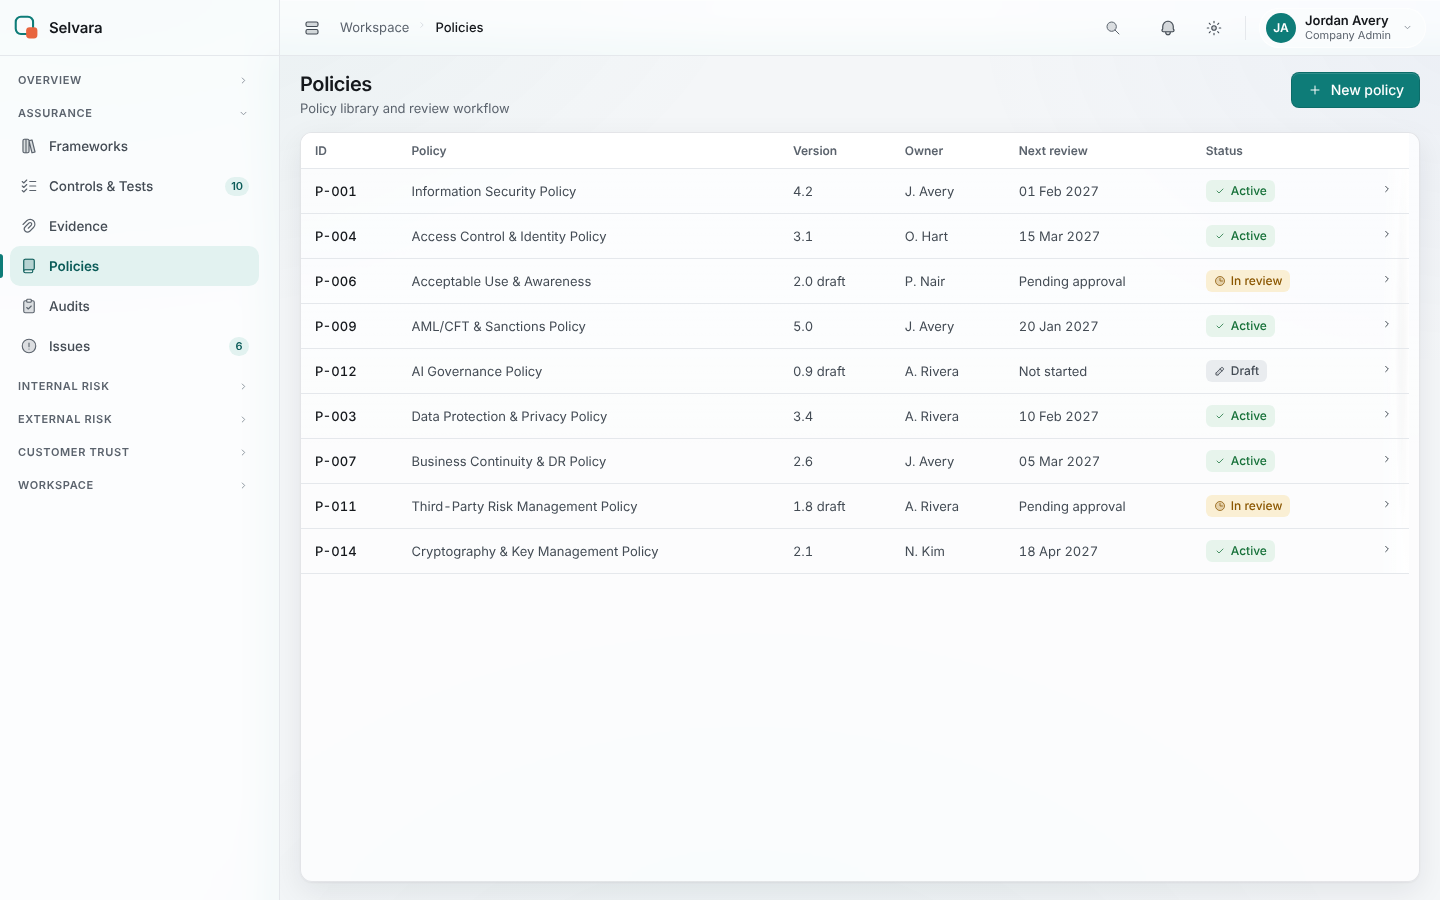 Selvara
Workspace Policies
JA Jordan Avery
Company Admin
OVERVIEW
ASSURANCE
Frameworks
Controls & Tests 10
Evidence
Policies
Audits
Issues 6
INTERNAL RISK
EXTERNAL RISK
CUSTOMER TRUST
WORKSPACE
Policies
Policy library and review workflow
New policy
ID Policy Version Owner Next review Status
P-001 Information Security Policy 4.2 J. Avery 01 Feb 2027 Active
P-004 Access Control & Identity Policy 3.1 O. Hart 15 Mar 2027 Active
P-006 Acceptable Use & Awareness 2.0 draft P. Nair Pending approval In review
P-009 AML/CFT & Sanctions Policy 5.0 J. Avery 20 Jan 2027 Active
P-012 AI Governance Policy 0.9 draft A. Rivera Not started Draft
P-003 Data Protection & Privacy Policy 3.4 A. Rivera 10 Feb 2027 Active
P-007 Business Continuity & DR Policy 2.6 J. Avery 05 Mar 2027 Active
P-011 Third-Party Risk Management Policy 1.8 draft A. Rivera Pending approval In review
P-014 Cryptography & Key Management Policy 2.1 N. Kim 18 Apr 2027 Active